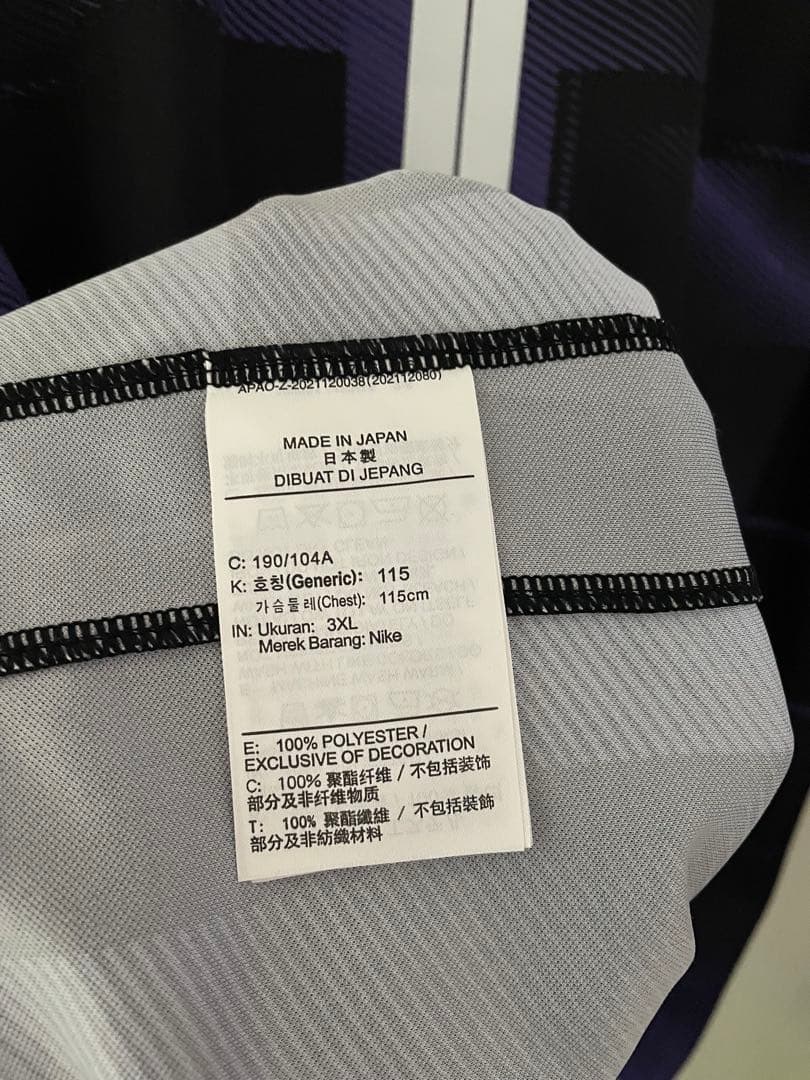 APAO-Z-2021120038(202112080)
MADE IN JAPAN
日本製
DIBUAT DI JEPANG
C: 190/104A
K: 호칭(Generic): 115
가슴둘레(Chest): 115cm
IN: Ukuran: 3XL
Merek Barang: Nike
E: 100% POLYESTER /
EXCLUSIVE OF DECORATION
C: 100% 聚酯纤维 / 不包括装饰
部分及非纤维物质
T: 100% 聚酯纖維 / 不包括裝飾
部分及非紡織材料